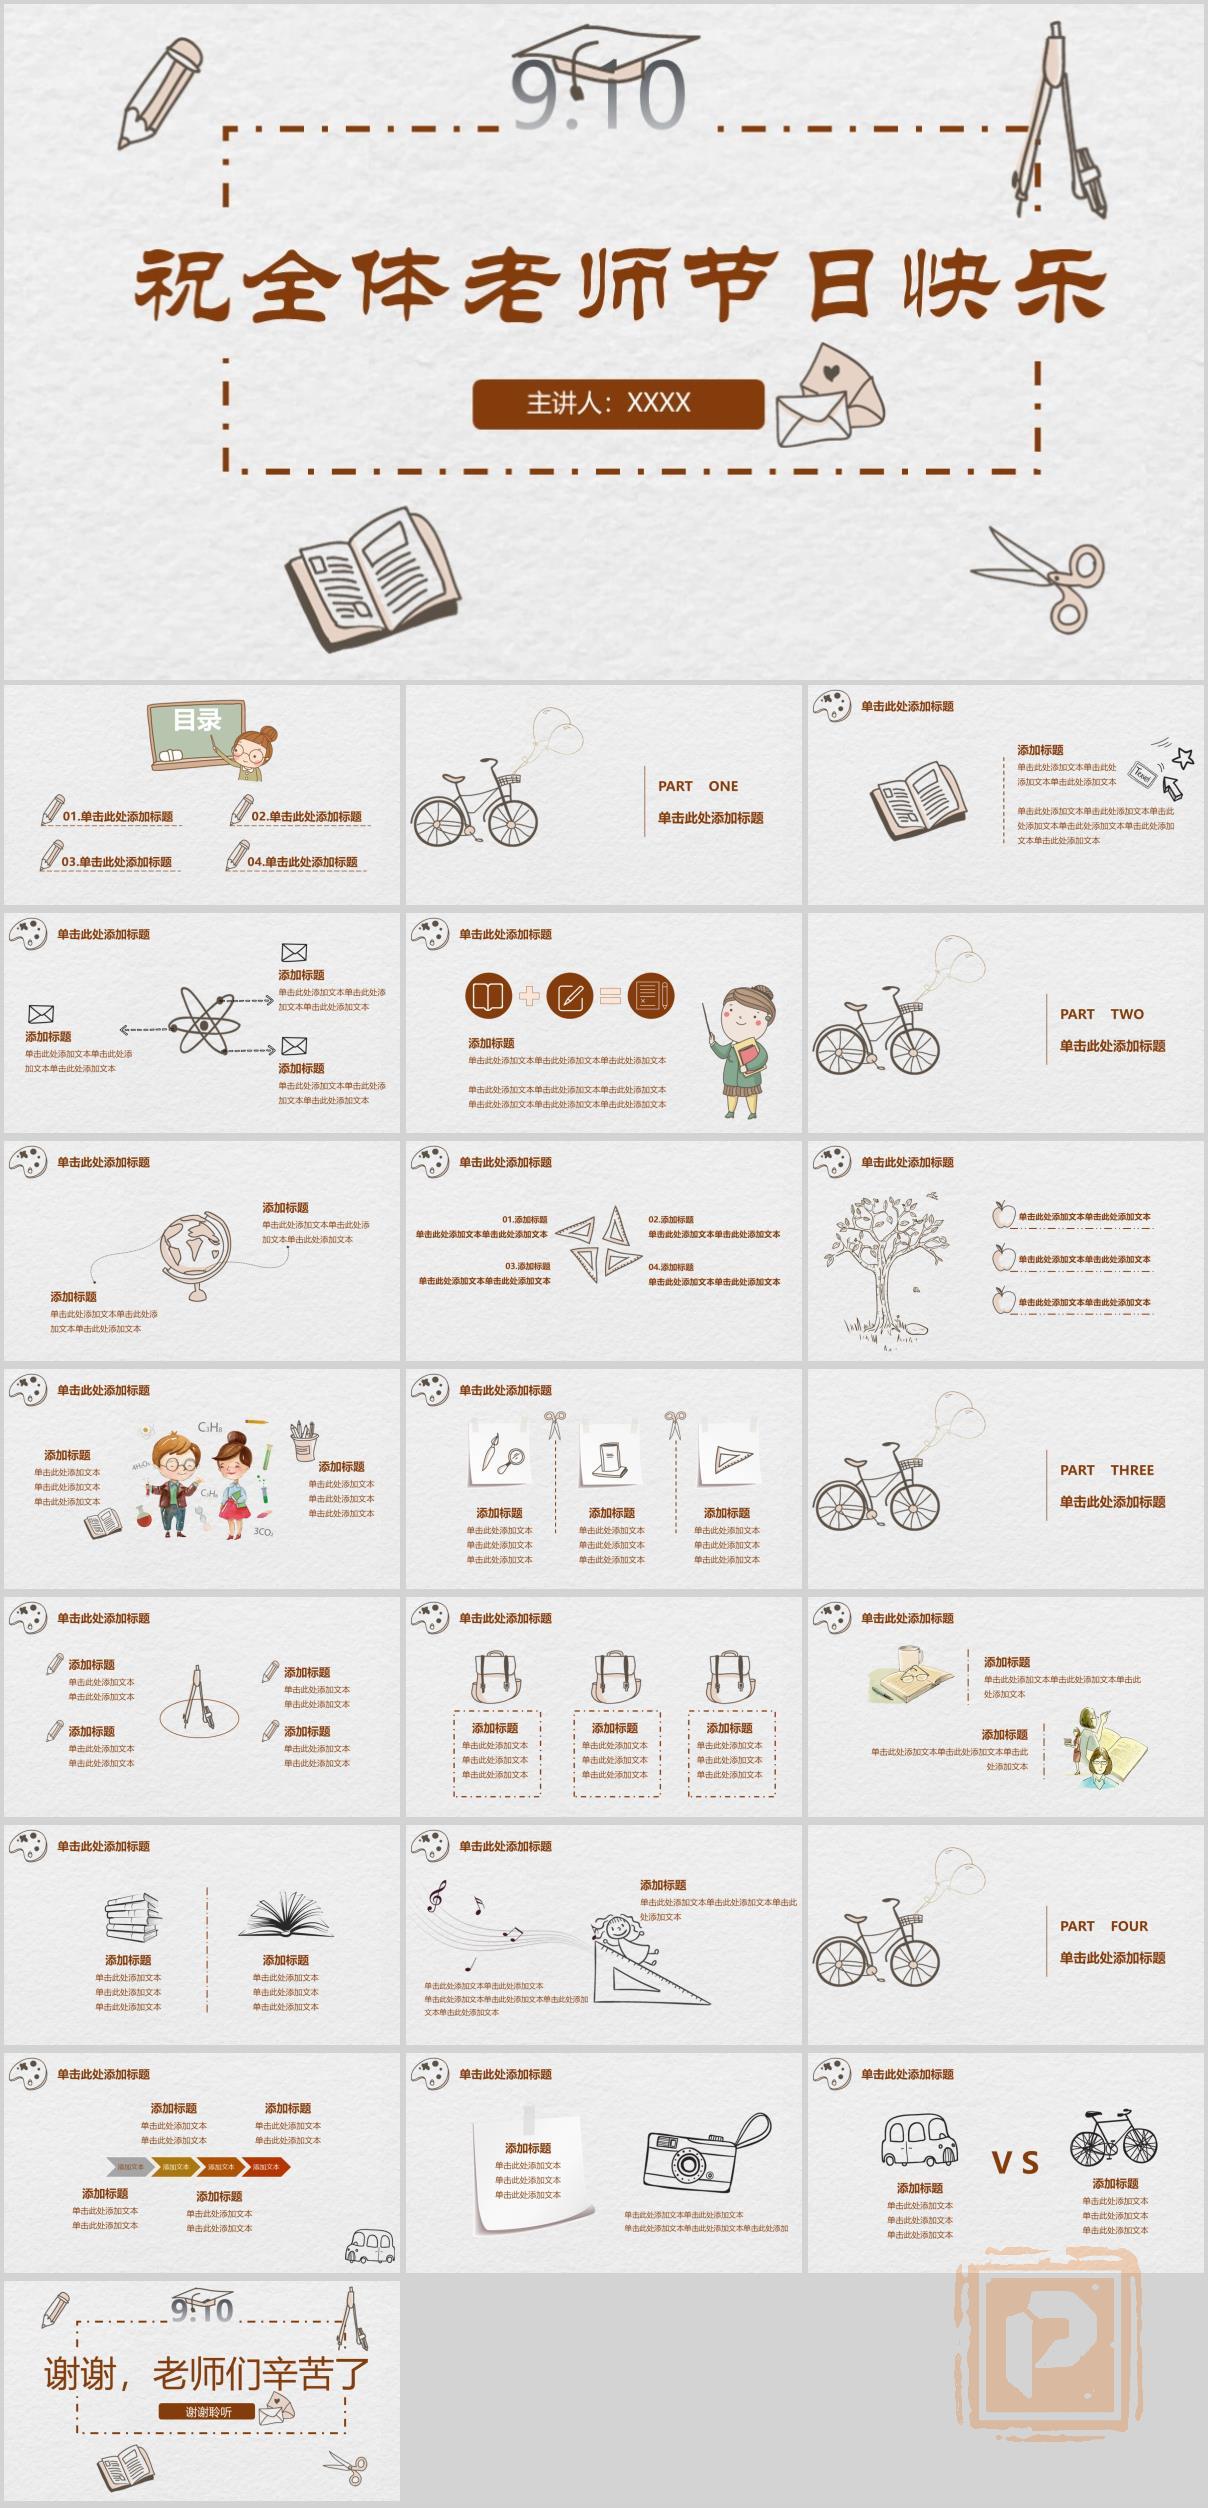 9.10
祝全体老师节日快乐
主讲人：XXXX
目录
01.单击此处添加标题
02.单击此处添加标题
03.单击此处添加标题
04.单击此处添加标题
PART ONE
单击此处添加标题
单击此处添加标题
添加标题
单击此处添加文本单击此处
添加文本单击此处添加文本
单击此处添加文本单击此处添加文本单击此
处添加文本单击此处添加文本单击此处添加
文本单击此处添加文本
单击此处添加标题
添加标题
单击此处添加文本单击此处添
加文本单击此处添加文本
添加标题
单击此处添加文本单击此处添
加文本单击此处添加文本
添加标题
单击此处添加文本单击此处添
加文本单击此处添加文本
单击此处添加标题
添加标题
单击此处添加文本单击此处添加文本单击此处添加文本
单击此处添加文本单击此处添加文本单击此处添加文本
单击此处添加文本单击此处添加文本单击此处添加文本
PART TWO
单击此处添加标题
单击此处添加标题
添加标题
单击此处添加文本单击此处添
加文本单击此处添加文本
添加标题
单击此处添加文本单击此处添
加文本单击此处添加文本
单击此处添加标题
01.添加标题
单击此处添加文本单击此处添加文本
02.添加标题
单击此处添加文本单击此处添加文本
03.添加标题
单击此处添加文本单击此处添加文本
04.添加标题
单击此处添加文本单击此处添加文本
单击此处添加标题
单击此处添加文本单击此处添加文本
单击此处添加文本单击此处添加文本
单击此处添加文本单击此处添加文本
单击此处添加标题
添加标题
单击此处添加文本
单击此处添加文本
单击此处添加文本
C₃H₈
3CO₂
添加标题
单击此处添加文本
单击此处添加文本
单击此处添加文本
单击此处添加标题
添加标题
单击此处添加文本
单击此处添加文本
单击此处添加文本
添加标题
单击此处添加文本
单击此处添加文本
单击此处添加文本
添加标题
单击此处添加文本
单击此处添加文本
单击此处添加文本
PART THREE
单击此处添加标题
单击此处添加标题
添加标题
单击此处添加文本
单击此处添加文本
添加标题
单击此处添加文本
单击此处添加文本
添加标题
单击此处添加文本
单击此处添加文本
添加标题
单击此处添加文本
单击此处添加文本
单击此处添加标题
添加标题
单击此处添加文本
单击此处添加文本
单击此处添加文本
添加标题
单击此处添加文本
单击此处添加文本
单击此处添加文本
添加标题
单击此处添加文本
单击此处添加文本
单击此处添加文本
单击此处添加标题
添加标题
单击此处添加文本单击此处添加文本单击此
处添加文本
添加标题
单击此处添加文本单击此处添加文本单击此
处添加文本
单击此处添加标题
添加标题
单击此处添加文本
单击此处添加文本
单击此处添加文本
添加标题
单击此处添加文本
单击此处添加文本
单击此处添加文本
单击此处添加标题
添加标题
单击此处添加文本单击此处添加文本单击此
处添加文本
单击此处添加文本单击此处添加文本
单击此处添加文本单击此处添加文本单击此处添加
文本单击此处添加文本
PART FOUR
单击此处添加标题
单击此处添加标题
添加标题
单击此处添加文本
单击此处添加文本
添加标题
单击此处添加文本
单击此处添加文本
添加文本
添加文本
添加文本
添加文本
添加标题
单击此处添加文本
单击此处添加文本
添加标题
单击此处添加文本
单击此处添加文本
单击此处添加标题
添加标题
单击此处添加文本
单击此处添加文本
单击此处添加文本
单击此处添加文本单击此处添加文本
单击此处添加文本单击此处添加文本单击此处添加
单击此处添加标题
添加标题
单击此处添加文本
单击此处添加文本
单击此处添加文本
VS
添加标题
单击此处添加文本
单击此处添加文本
单击此处添加文本
9.10
谢谢，老师们辛苦了
谢谢聆听